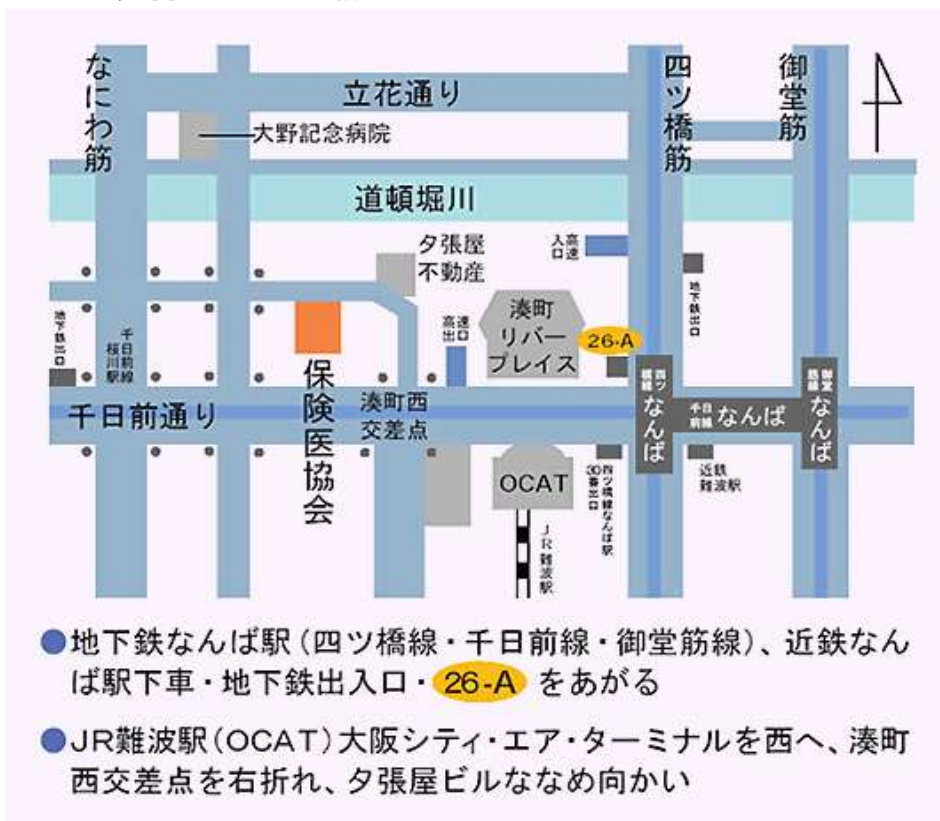 なにわ筋
立花通り
四ツ橋筋
御堂筋
大野記念病院
道頓堀川
夕張屋
不動産
高速
入口
地下鉄出口
湊町
リバー
プレイス
26-A
高速
出口
地下鉄出口
千日前線
桜川駅
保険医協会
千日前通り
湊町西
交差点
四ツ
橋線
なんば
千日
前線
なんば
御堂
筋線
なんば
OCAT
四ツ橋線なんば駅
30番出口
近鉄
難波駅
JR難波駅
●地下鉄なんば駅(四ツ橋線・千日前線・御堂筋線)、近鉄なん
ば駅下車・地下鉄出入口・26-Aをあがる
●JR難波駅(OCAT)大阪シティ・エア・ターミナルを西へ、湊町
西交差点を右折れ、夕張屋ビルななめ向かい